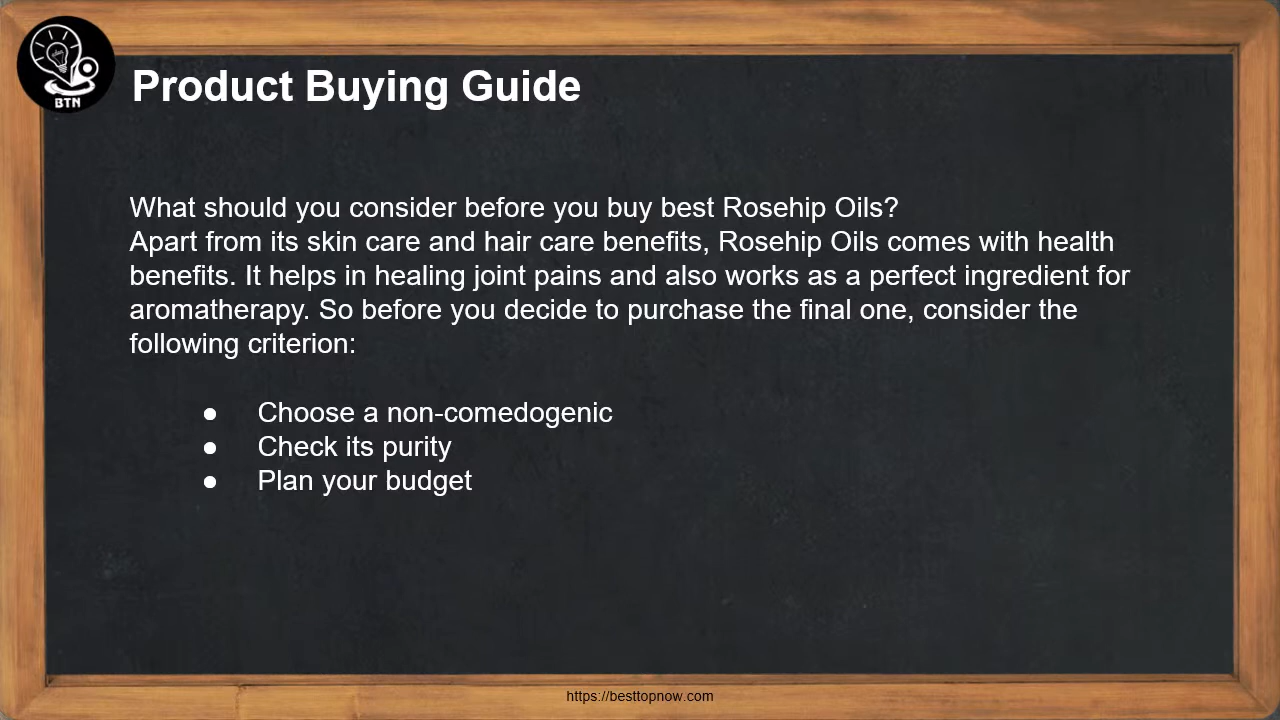 BTN
Product Buying Guide
What should you consider before you buy best Rosehip Oils?
Apart from its skin care and hair care benefits, Rosehip Oils comes with health
benefits. It helps in healing joint pains and also works as a perfect ingredient for
aromatherapy. So before you decide to purchase the final one, consider the
following criterion:
● Choose a non-comedogenic
● Check its purity
● Plan your budget
https://besttopnow.com